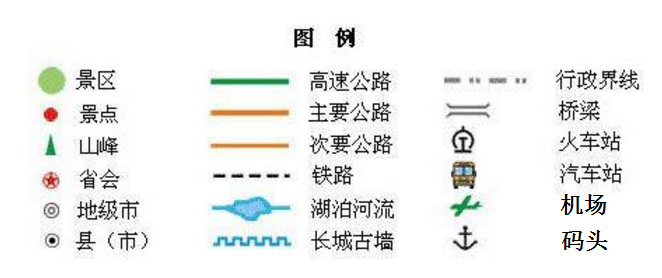 图 例
景区 高速公路 行政界线
景点 主要公路 桥梁
山峰 次要公路 火车站
省会 铁路 汽车站
地级市 湖泊河流 机场
县（市） 长城古墙 码头